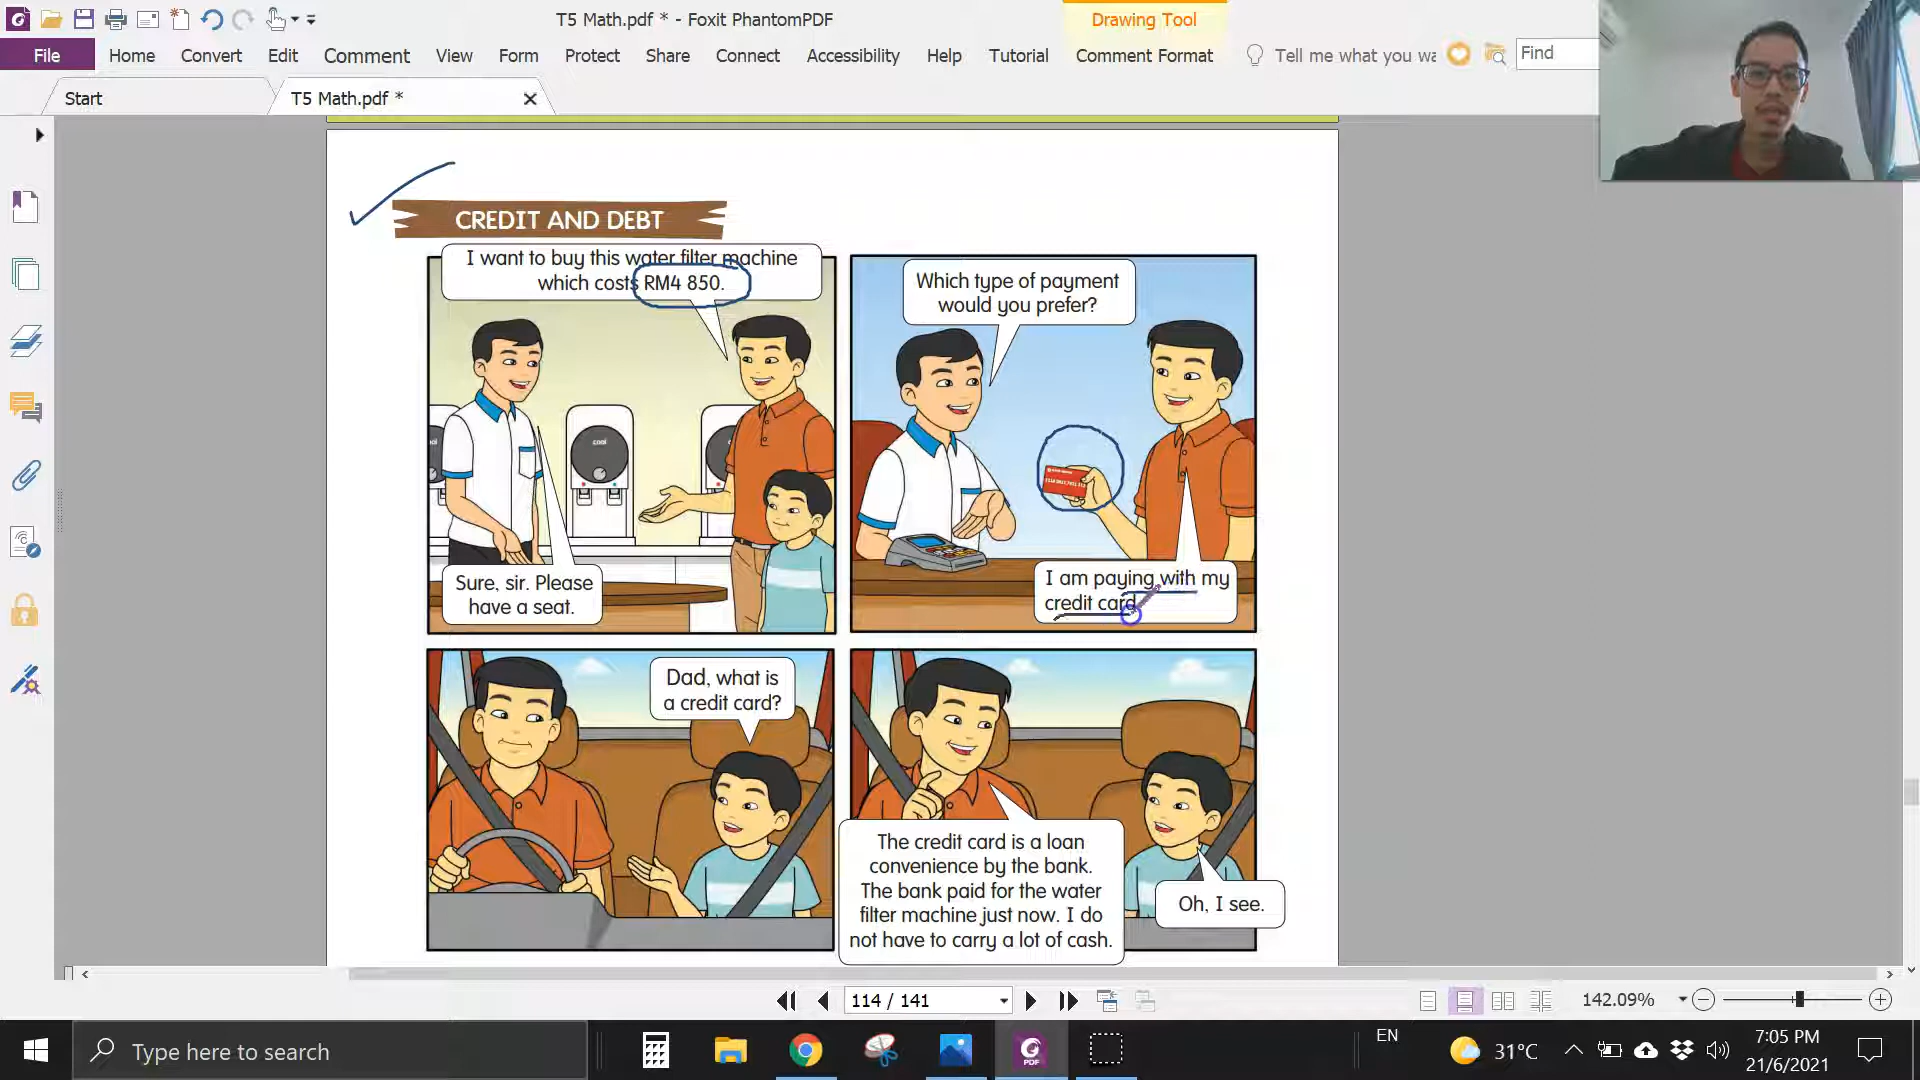 T5 Math.pdf * - Foxit PhantomPDF
Drawing Tool
File Home Convert Edit Comment View Form Protect Share Connect Accessibility Help Tutorial Comment Format Tell me what you wa Find
Start
T5 Math.pdf *
CREDIT AND DEBT
I want to buy this water filter machine
which costs RM4 850.
Sure, sir. Please
have a seat.
Which type of payment
would you prefer?
I am paying with my
credit card
Dad, what is
a credit card?
The credit card is a loan
convenience by the bank.
The bank paid for the water
filter machine just now. I do
not have to carry a lot of cash.
Oh, I see.
114 / 141
142.09%
Type here to search
PDF
EN
31°C
7:05 PM
21/6/2021